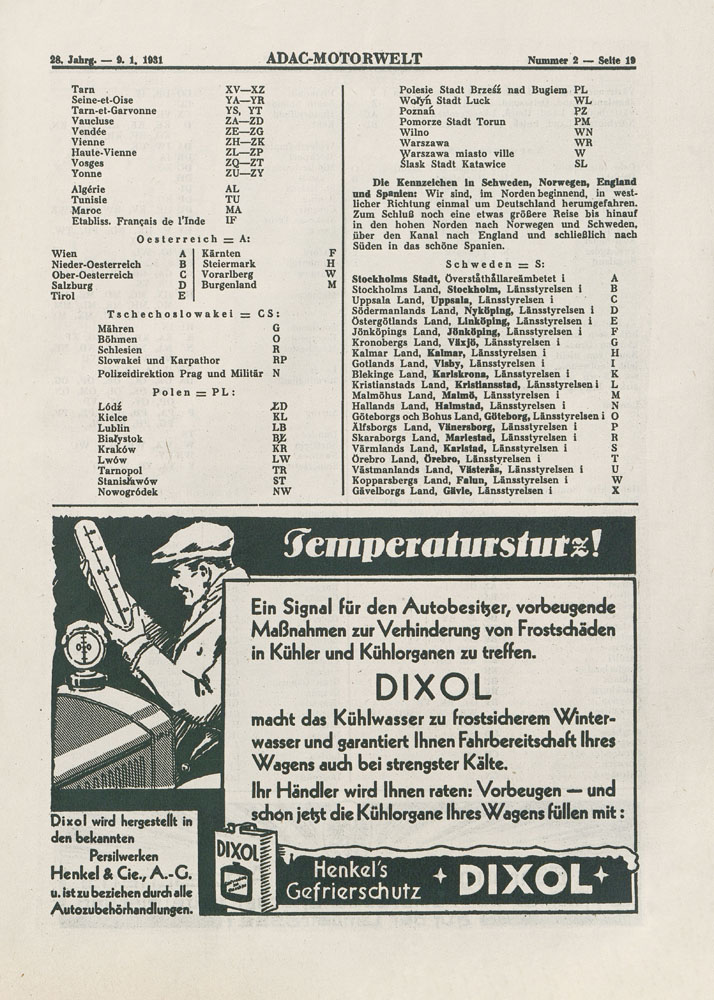 28. Jahrg. — 9. 1. 1931 ADAC-MOTORWELT Nummer 2 — Seite 19
Tarn XV—XZ
Seine-et-Oise YA—YR
Tarn-et-Garvonne YS, YT
Vaucluse ZA—ZD
Vendée ZE—ZG
Vienne ZH—ZK
Haute-Vienne ZL—ZP
Vosges ZQ—ZT
Yonne ZU—ZY
Algérie AL
Tunisie TU
Maroc MA
Etabliss. Français de l'Inde IF
Oesterreich = A:
Wien A
Nieder-Oesterreich B
Ober-Oesterreich C
Salzburg D
Tirol E
Kärnten F
Steiermark H
Vorarlberg W
Burgenland M
Tschechoslowakei = CS:
Mähren G
Böhmen O
Schlesien R
Slowakei und Karpathor RP
Polizeidirektion Prag und Militär N
Polen = PL:
Lódź ŁD
Kielce KL
Lublin LB
Białystok BŁ
Kraków KR
Lwów LW
Tarnopol TR
Stanisławów ST
Nowogródek NW
Polesie Stadt Brześź nad Bugiem PL
Wołyń Stadt Luck WL
Poznań PZ
Pomorze Stadt Torun PM
Wilno WN
Warszawa WR
Warszawa miasto ville W
Śląsk Stadt Katawice SL
Die Kennzeichen in Schweden, Norwegen, England
und Spanien: Wir sind, im Norden beginnend, in west-
licher Richtung einmal um Deutschland herumgefahren.
Zum Schluß noch eine etwas größere Reise bis hinauf
in den hohen Norden nach Norwegen und Schweden,
über den Kanal nach England und schließlich nach
Süden in das schöne Spanien.
Schweden = S:
Stockholms Stadt, Överståthållareämbetet i A
Stockholms Land, Stockholm, Länsstyrelsen i B
Uppsala Land, Uppsala, Länsstyrelsen i C
Södermanlands Land, Nyköping, Länsstyrelsen i D
Östergötlands Land, Linköping, Länsstyrelsen i E
Jönköpings Land, Jönköping, Länsstyrelsen i F
Kronobergs Land, Växjö, Länsstyrelsen i G
Kalmar Land, Kalmar, Länsstyrelsen i H
Gotlands Land, Visby, Länsstyrelsen i I
Blekinge Land, Karlskrona, Länsstyrelsen i K
Kristianstads Land, Kristianstad, Länsstyrelsen i L
Malmöhus Land, Malmö, Länsstyrelsen i M
Hallands Land, Halmstad, Länsstyrelsen i N
Göteborgs och Bohus Land, Göteborg, Länsstyrelsen i O
Älfsborgs Land, Vänersborg, Länsstyrelsen i P
Skaraborgs Land, Mariestad, Länsstyrelsen i R
Värmlands Land, Karlstad, Länsstyrelsen i S
Örebro Land, Örebro, Länsstyrelsen i T
Västmanlands Land, Västerås, Länsstyrelsen i U
Kopparsbergs Land, Falun, Länsstyrelsen i W
Gävelborgs Land, Gävle, Länsstyrelsen i X
Temperatursturz!
Ein Signal für den Autobesitzer, vorbeugende
Maßnahmen zur Verhinderung von Frostschäden
in Kühler und Kühlorganen zu treffen.
DIXOL
macht das Kühlwasser zu frostsicherem Winter-
wasser und garantiert Ihnen Fahrbereitschaft Ihres
Wagens auch bei strengster Kälte.
Ihr Händler wird Ihnen raten: Vorbeugen — und
schon jetzt die Kühlorgane Ihres Wagens füllen mit:
Dixol wird hergestellt in
den bekannten
Persilwerken
Henkel & Cie., A.-G.
u. ist zu beziehen durch alle
Autozubehörhandlungen.
DIXOL
Henkel's
Gefrierschutz
DIXOL